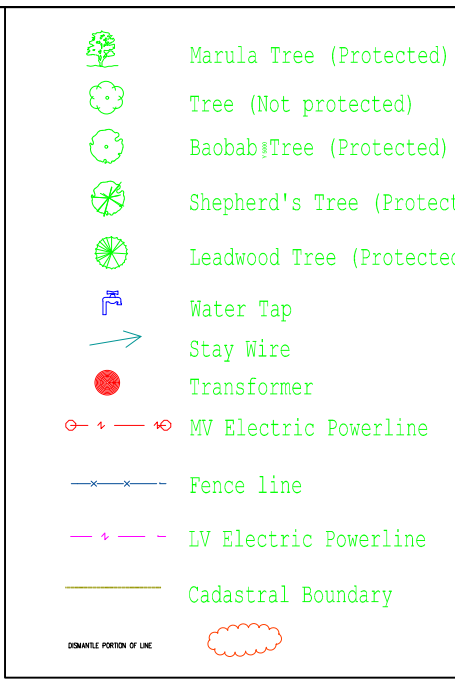 Marula Tree (Protected)
Tree (Not protected)
Baobab Tree (Protected)
Shepherd's Tree (Protect
Leadwood Tree (Protected
Water Tap
Stay Wire
Transformer
MV Electric Powerline
Fence line
LV Electric Powerline
Cadastral Boundary
DISMANTLE PORTION OF LINE